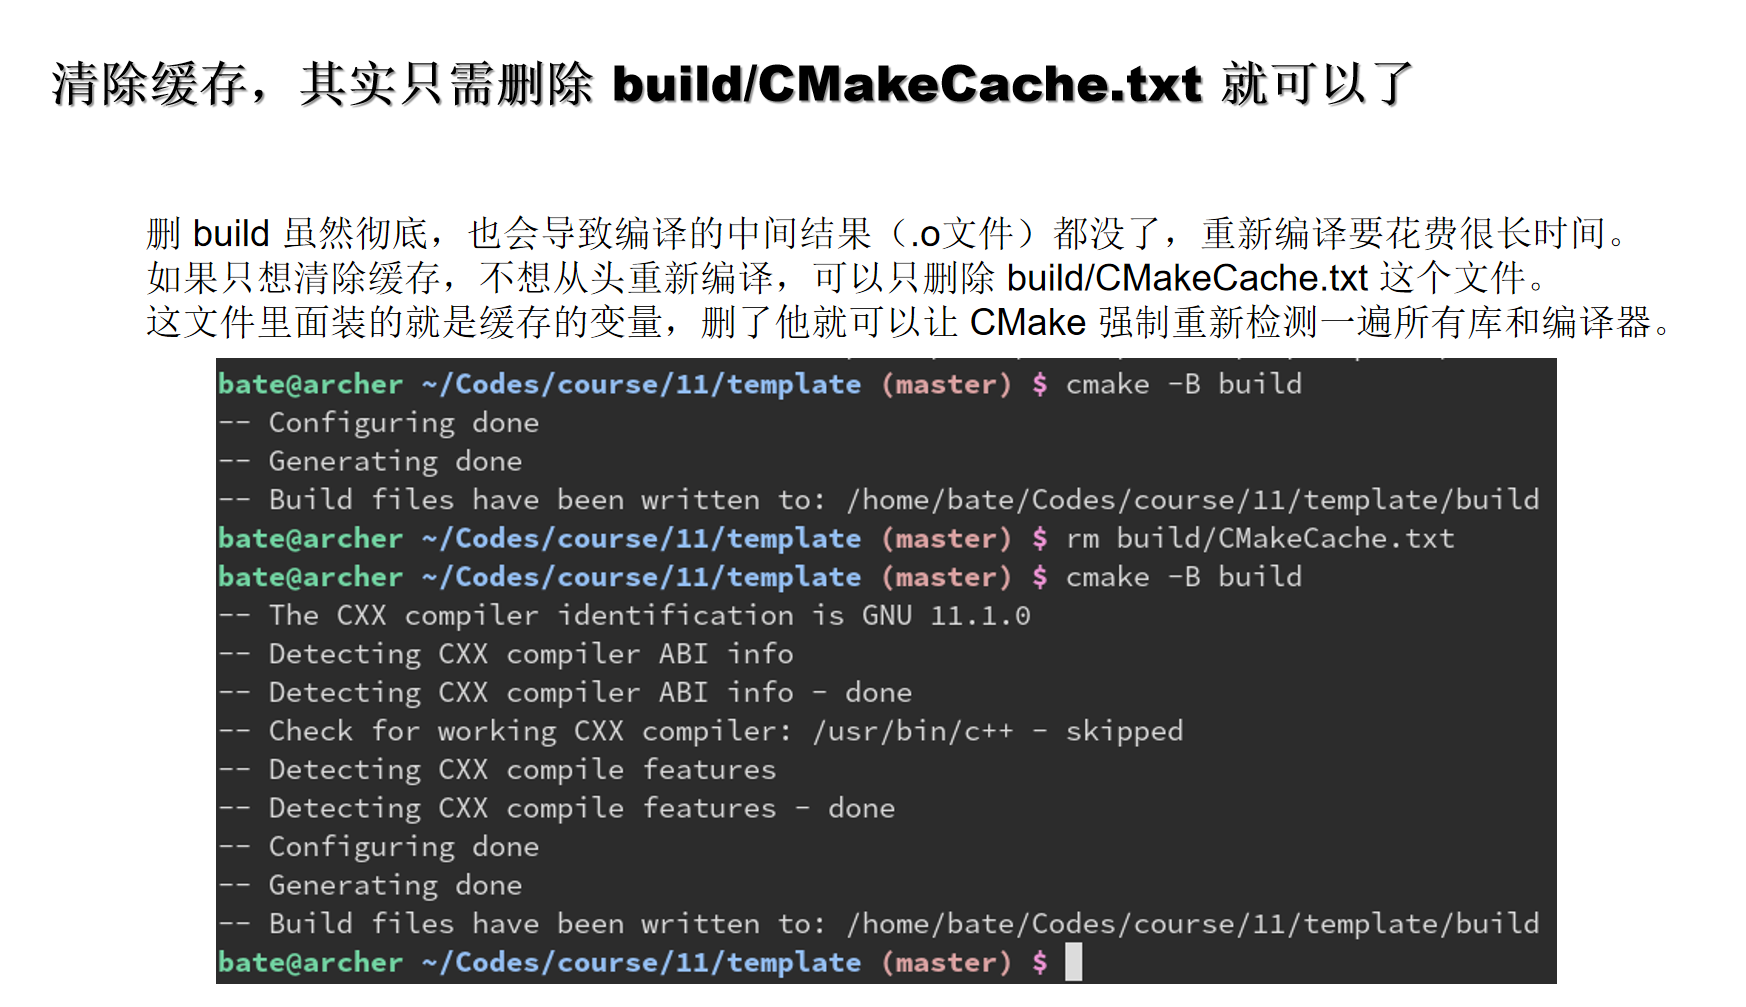 清除缓存，其实只需删除 build/CMakeCache.txt 就可以了
删 build 虽然彻底，也会导致编译的中间结果（.o文件）都没了，重新编译要花费很长时间。
如果只想清除缓存，不想从头重新编译，可以只删除 build/CMakeCache.txt 这个文件。
这文件里面装的就是缓存的变量，删了他就可以让 CMake 强制重新检测一遍所有库和编译器。
bate@archer ~/Codes/course/11/template (master) $ cmake -B build
-- Configuring done
-- Generating done
-- Build files have been written to: /home/bate/Codes/course/11/template/build
bate@archer ~/Codes/course/11/template (master) $ rm build/CMakeCache.txt
bate@archer ~/Codes/course/11/template (master) $ cmake -B build
-- The CXX compiler identification is GNU 11.1.0
-- Detecting CXX compiler ABI info
-- Detecting CXX compiler ABI info - done
-- Check for working CXX compiler: /usr/bin/c++ - skipped
-- Detecting CXX compile features
-- Detecting CXX compile features - done
-- Configuring done
-- Generating done
-- Build files have been written to: /home/bate/Codes/course/11/template/build
bate@archer ~/Codes/course/11/template (master) $